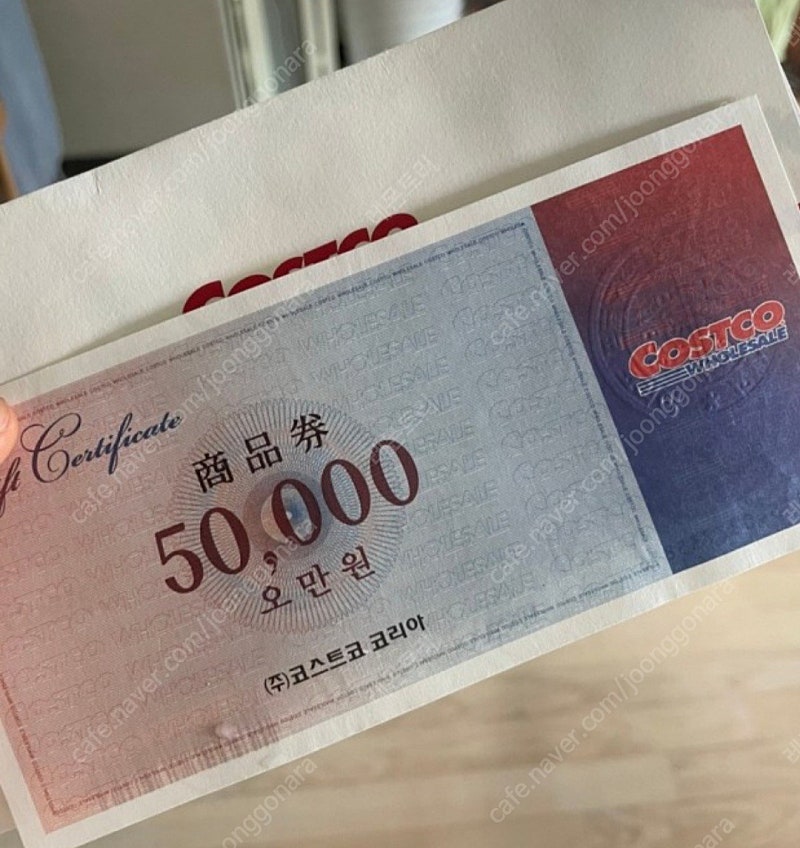 COSTCO
COSTCO
WHOLESALE
Certificate
商品券
50,000
오만원
(주)코스트코 코리아
cafe.naver.com/joonggonara